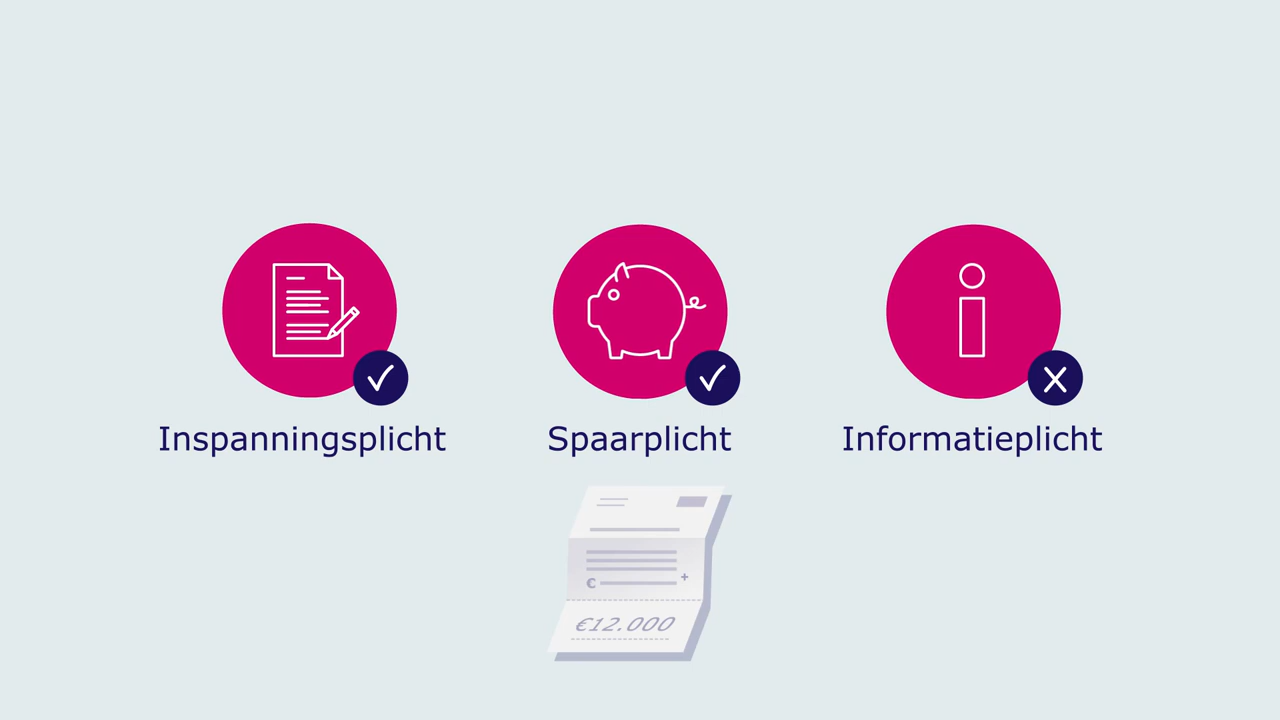 Inspanningsplicht
Spaarplicht
Informatieplicht
€
+
€12.000